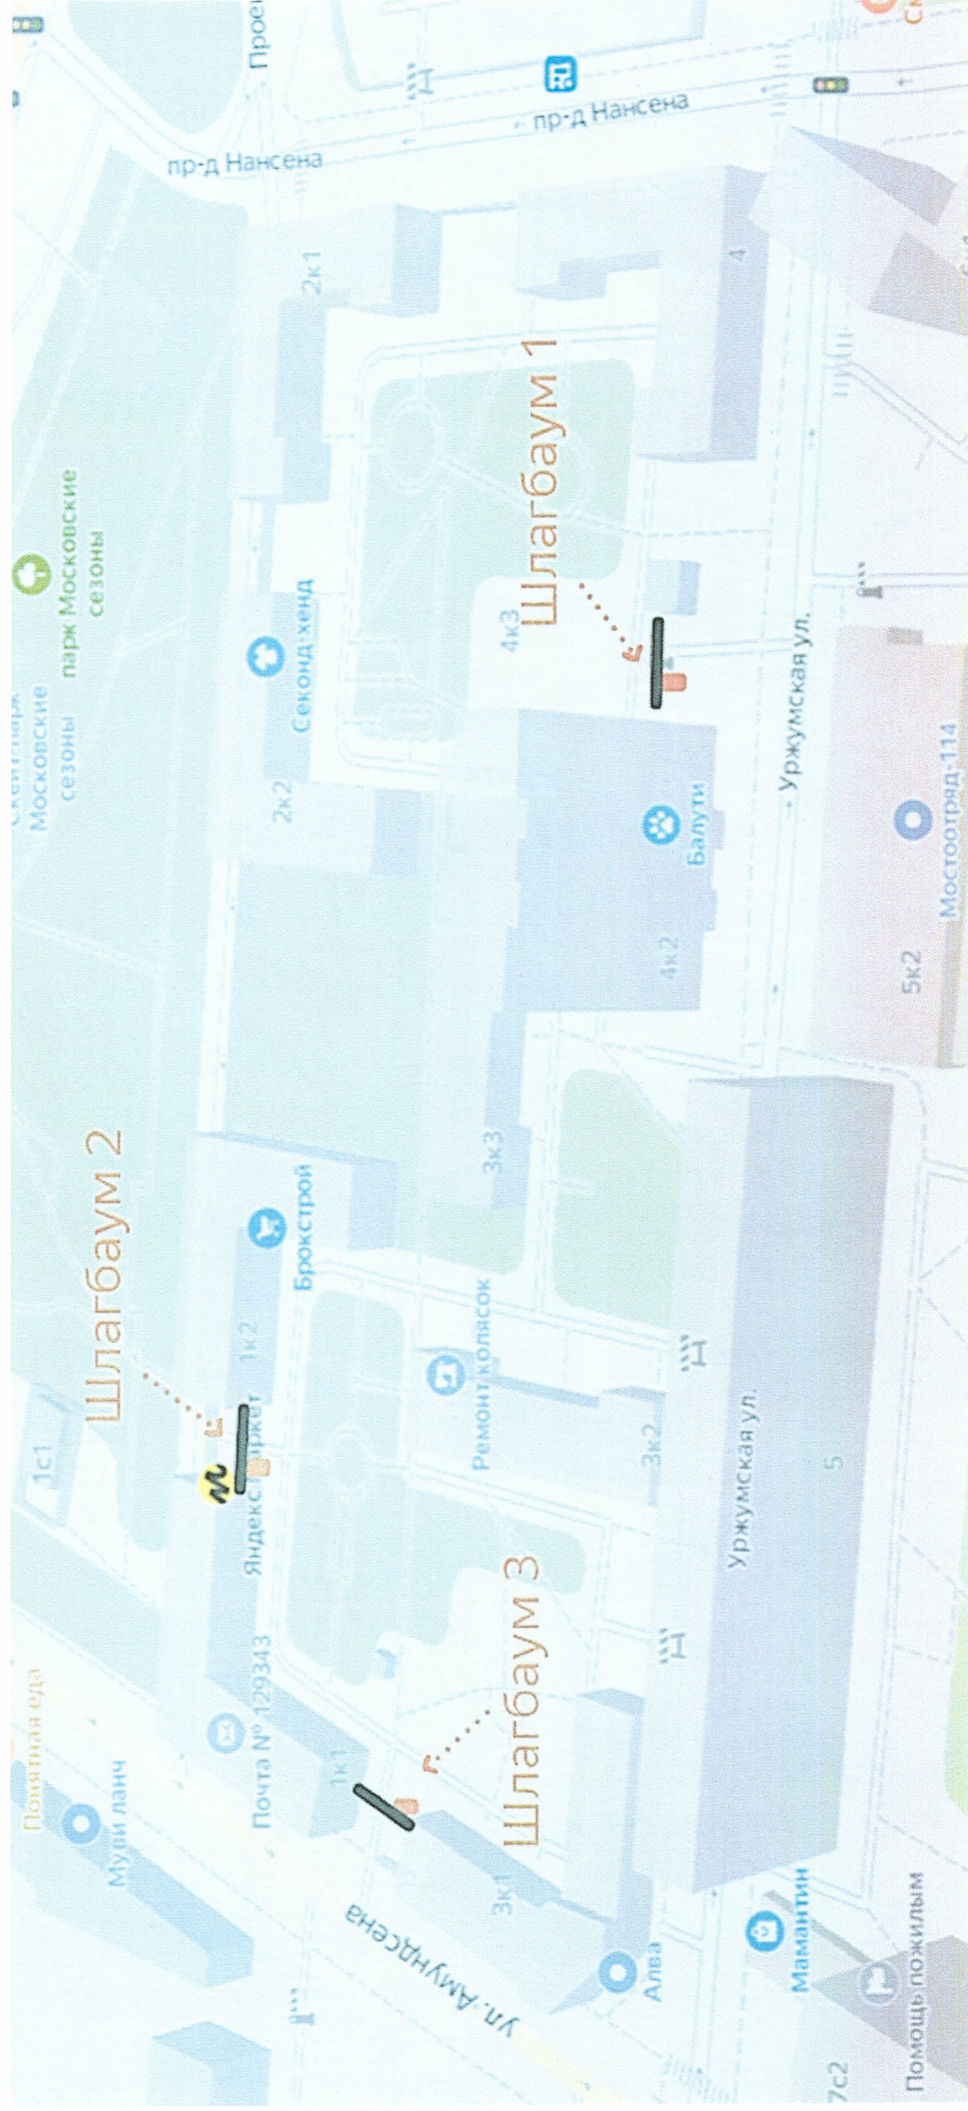 Понятная еда
Муви ланч
1с1
Шлагбаум 2
Московские
сезоны
парк Московские
сезоны
пр-д Нансена
Почта № 129343
1к1
Яндекс
1к2
Брокстрой
2к2
Секонд-хенд
2к1
ул. Амундсена
3к1
Шлагбаум 3
Ремонт колясок
3к3
4к3
Шлагбаум 1
пр-д Нансена
Алва
3к2
4к2
Балути
4
Мамантин
Уржумская ул.
Уржумская ул.
5
7с2
Помощь пожилым
5к2
Мостоотряд-114